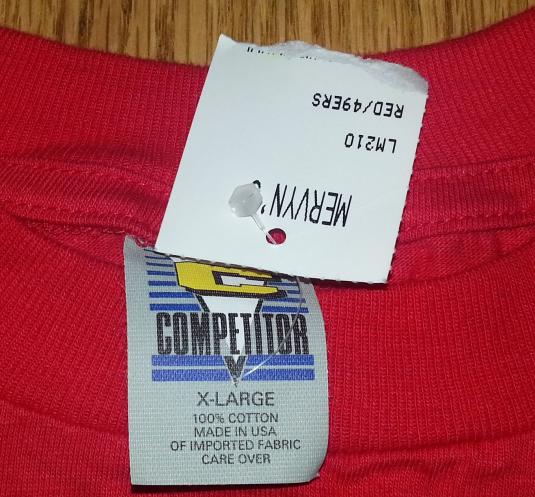 RED/49ERS
LM210
MERVYN'
COMPETITOR
X-LARGE
100% COTTON
MADE IN USA
OF IMPORTED FABRIC
CARE OVER